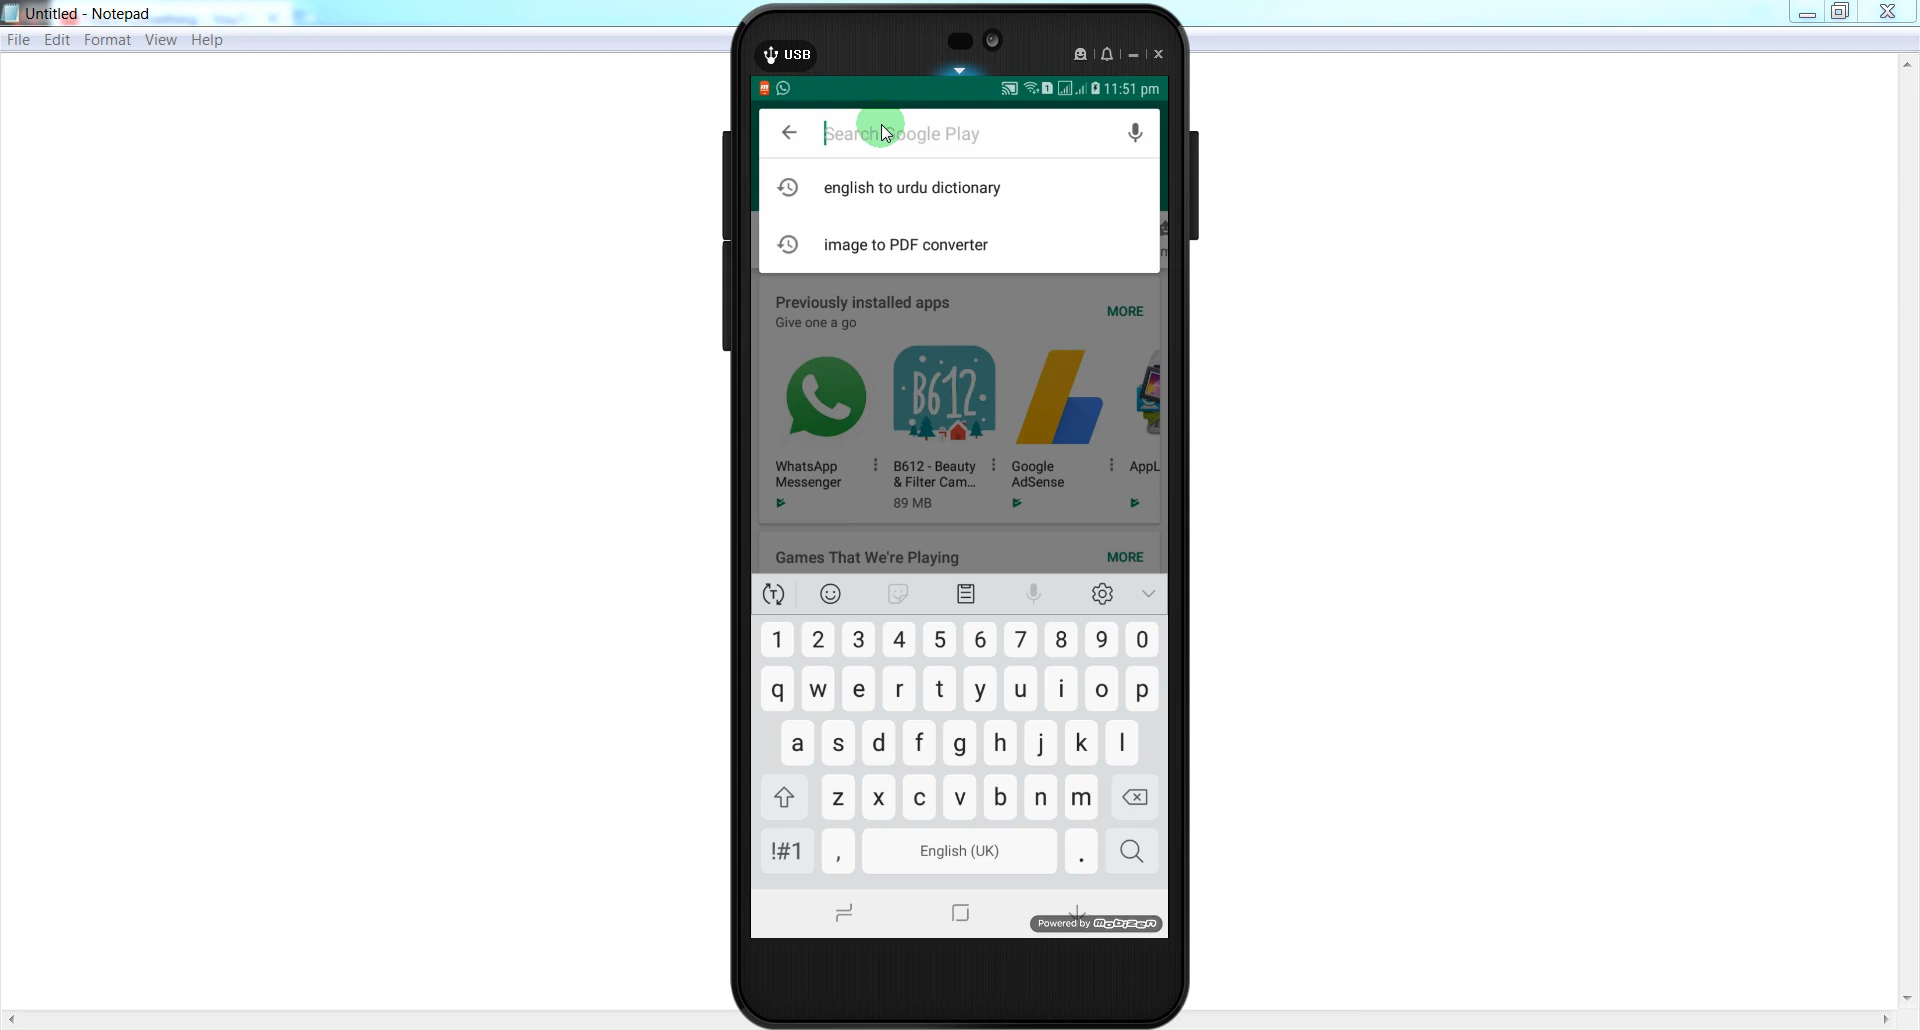 Untitled - Notepad
File Edit Format View Help
USB
1 11:51 pm
Search Google Play
english to urdu dictionary
image to PDF converter
Previously installed apps
MORE
Give one a go
B612
WhatsApp Messenger
B612 - Beauty & Filter Cam...
89 MB
Google AdSense
AppL
Games That We're Playing
MORE
1 2 3 4 5 6 7 8 9 0
q w e r t y u i o p
a s d f g h j k l
z x c v b n m
!#1 , English (UK) .
Powered by mobizen